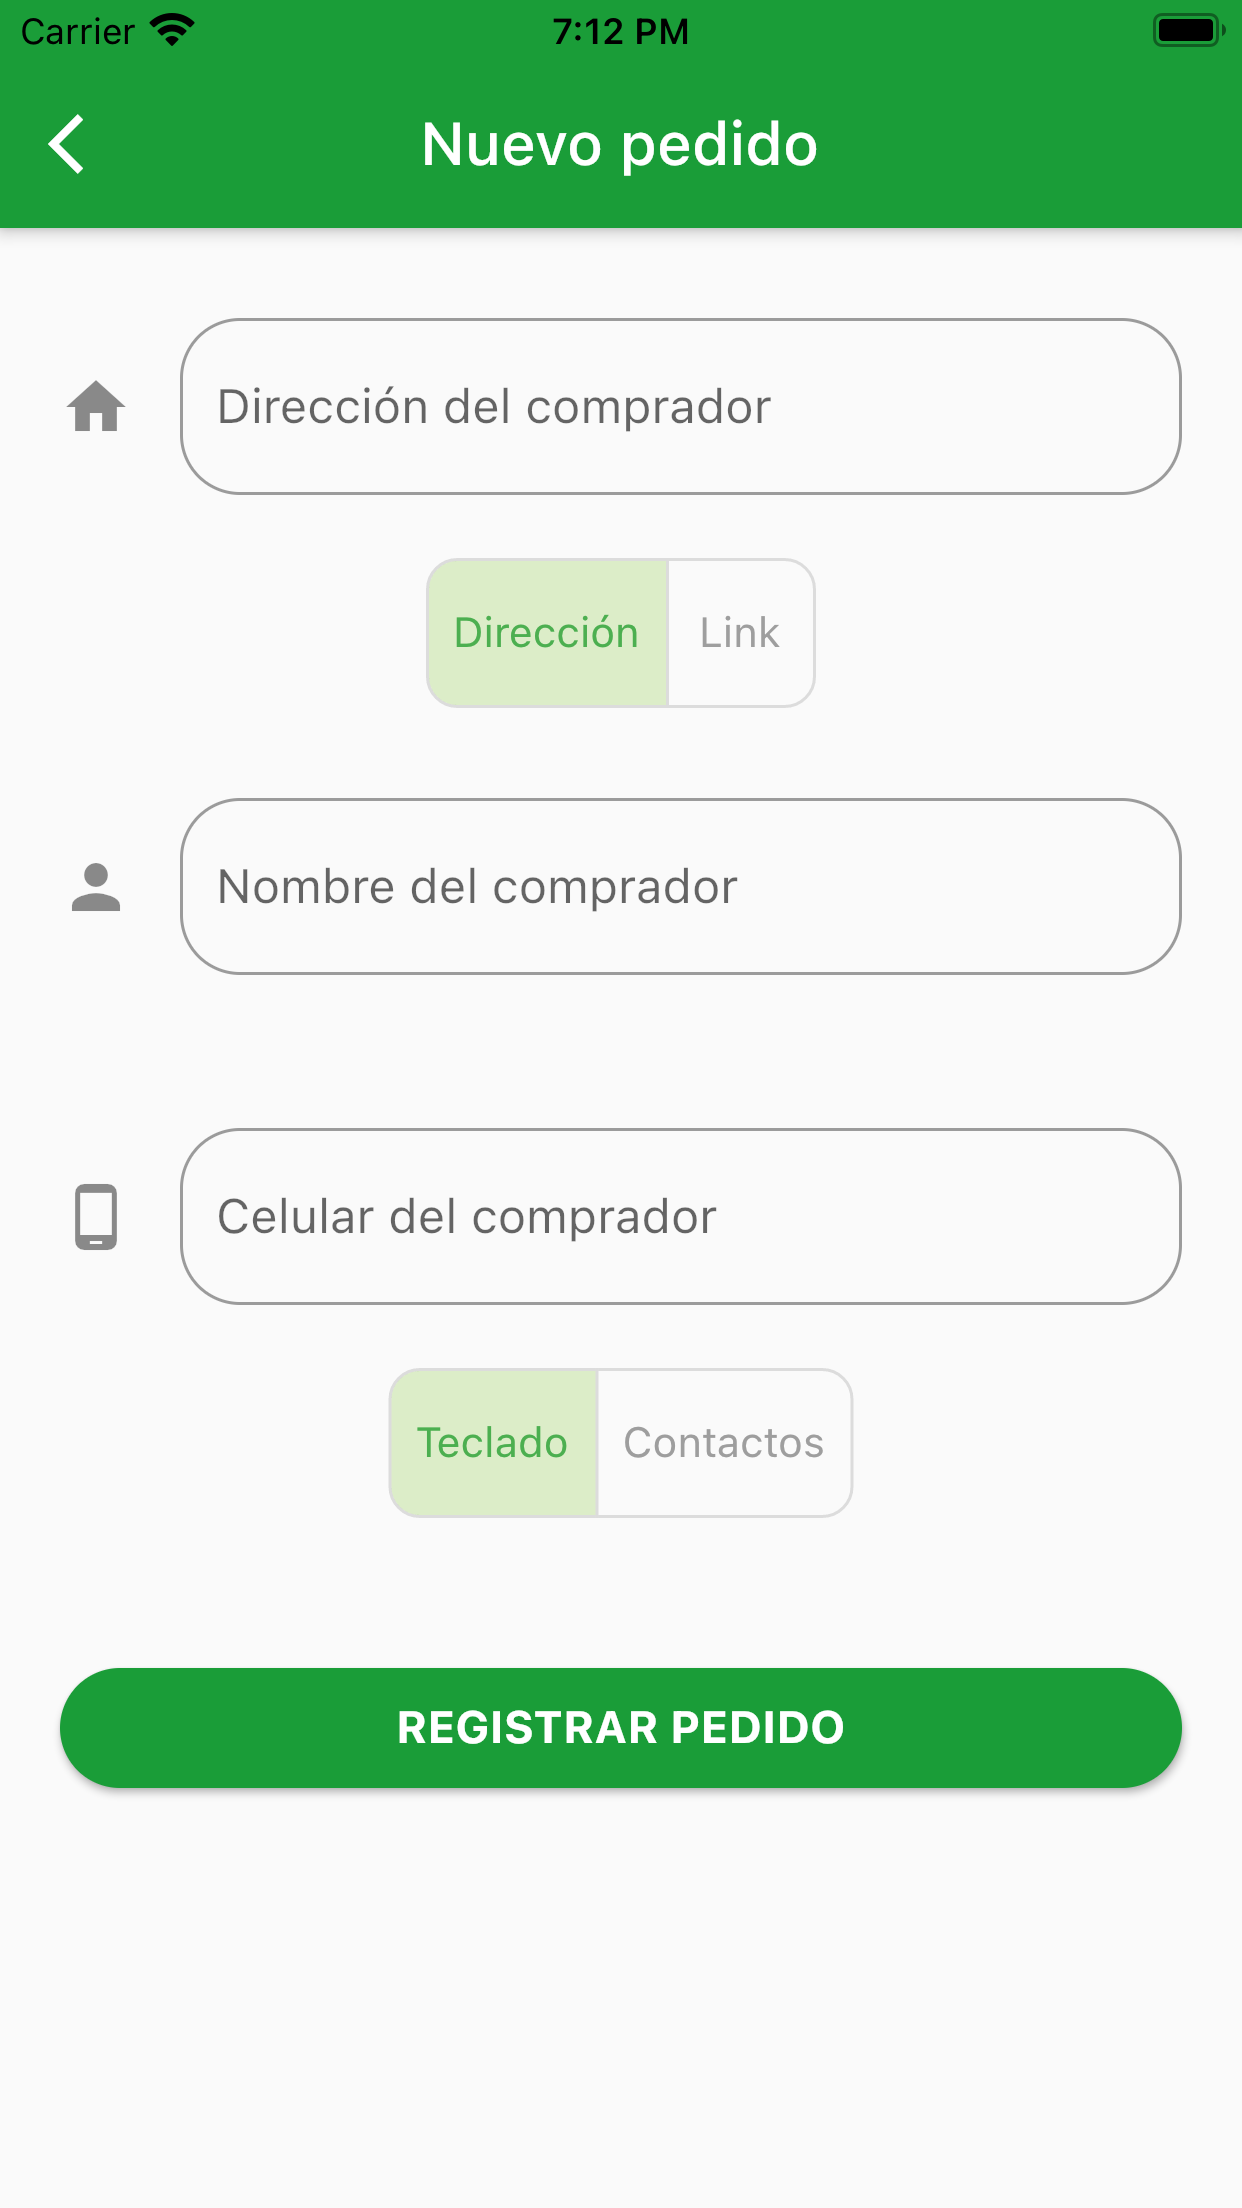 Carrier 7:12 PM
Nuevo pedido
Dirección del comprador
Dirección Link
Nombre del comprador
Celular del comprador
Teclado Contactos
REGISTRAR PEDIDO